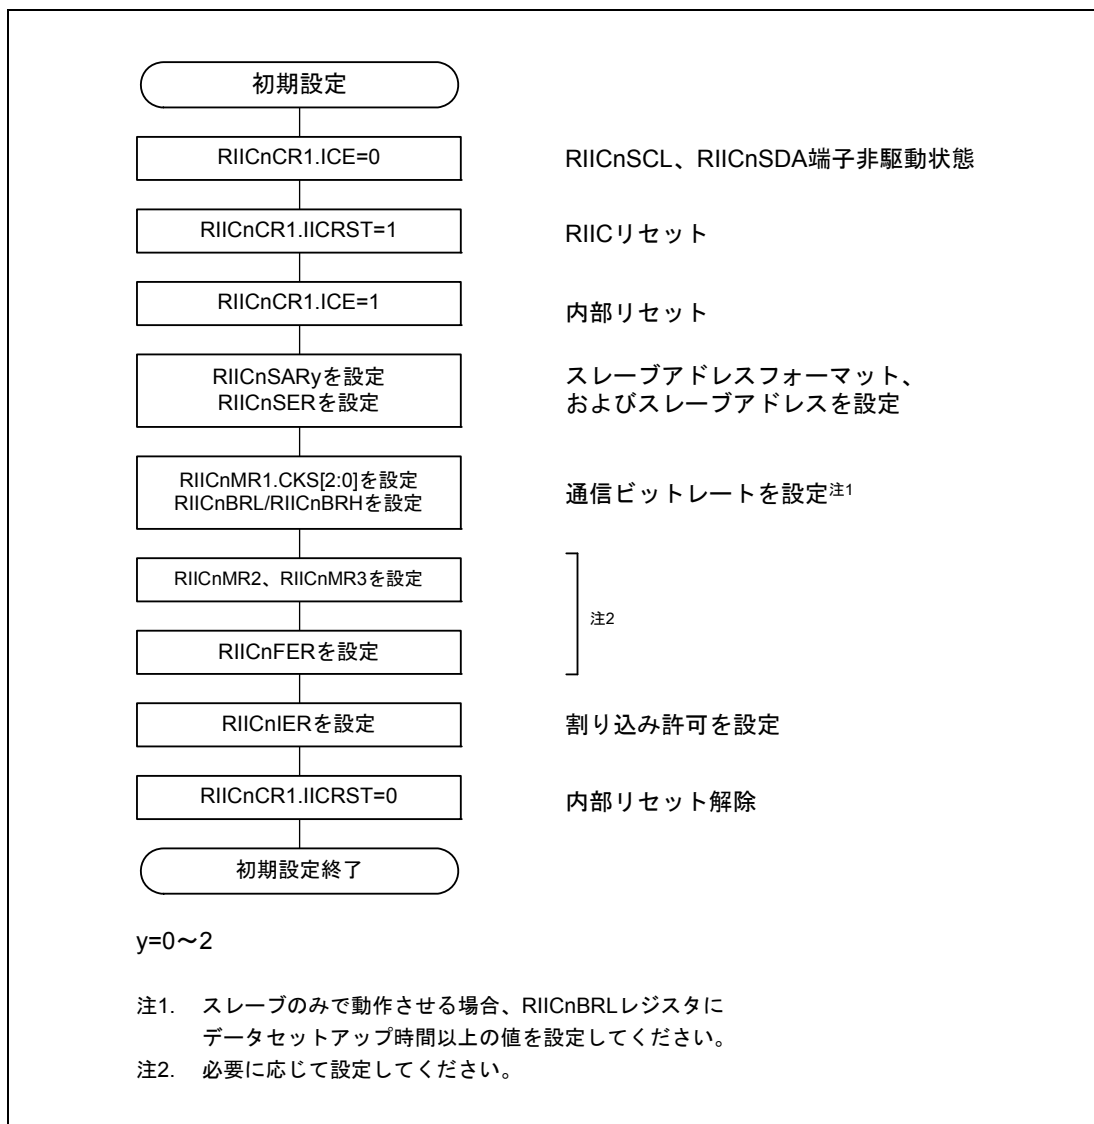 初期設定
RIICnCR1.ICE=0
RIICnSCL、RIICnSDA端子非駆動状態
RIICnCR1.IICRST=1
RIICリセット
RIICnCR1.ICE=1
内部リセット
RIICnSARyを設定
RIICnSERを設定
スレーブアドレスフォーマット、
およびスレーブアドレスを設定
RIICnMR1.CKS[2:0]を設定
RIICnBRL/RIICnBRHを設定
通信ビットレートを設定注1
RIICnMR2、RIICnMR3を設定
注2
RIICnFERを設定
RIICnIERを設定
割り込み許可を設定
RIICnCR1.IICRST=0
内部リセット解除
初期設定終了
y=0～2
注1. スレーブのみで動作させる場合、RIICnBRLレジスタに
データセットアップ時間以上の値を設定してください。
注2. 必要に応じて設定してください。